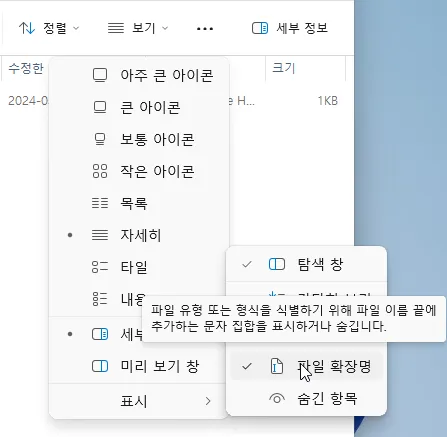 정렬 보기 ... 세부 정보
수정한 크기
아주 큰 아이콘
2024-0 e H... 1KB
큰 아이콘
보통 아이콘
작은 아이콘
목록
자세히
타일
탐색 창
내용
파일 유형 또는 형식을 식별하기 위해 파일 이름 끝에
추가하는 문자 집합을 표시하거나 숨깁니다.
세부
미리 보기 창
파일 확장명
표시
숨긴 항목